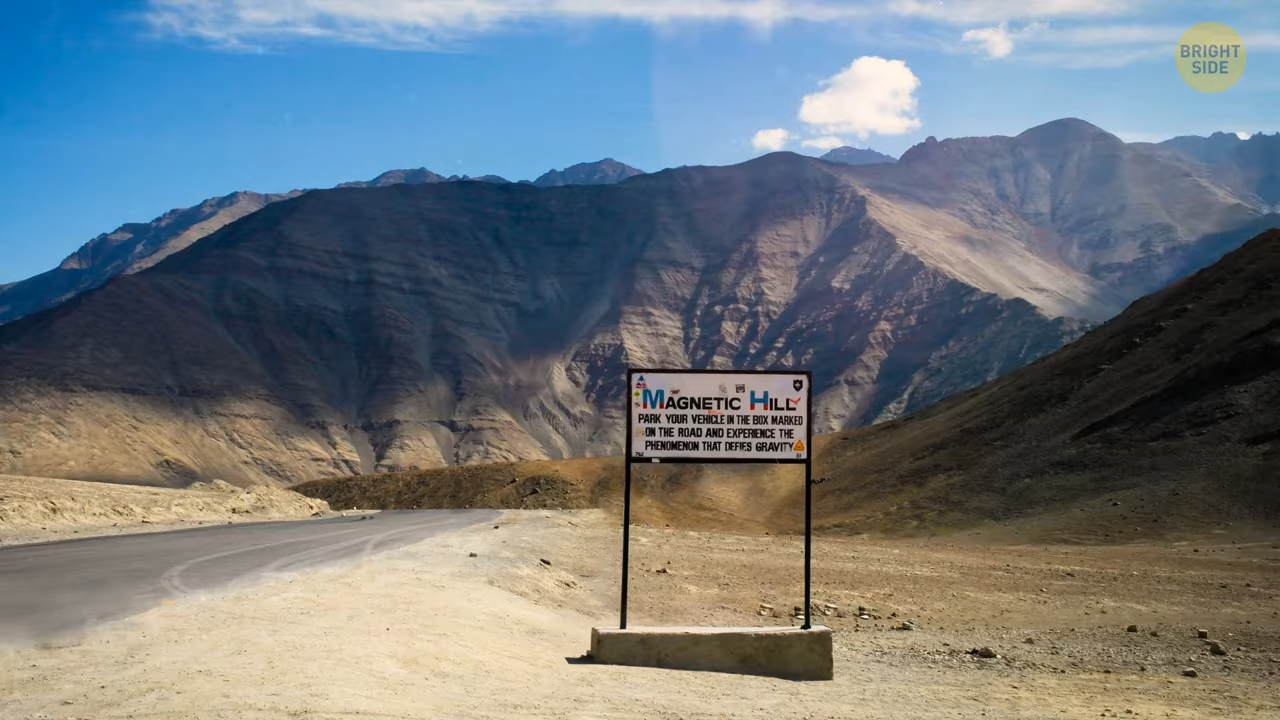 BRIGHT
SIDE
MAGNETIC HILL
PARK YOUR VEHICLE IN THE BOX MARKED
ON THE ROAD AND EXPERIENCE THE
PHENOMENON THAT DEFIES GRAVITY